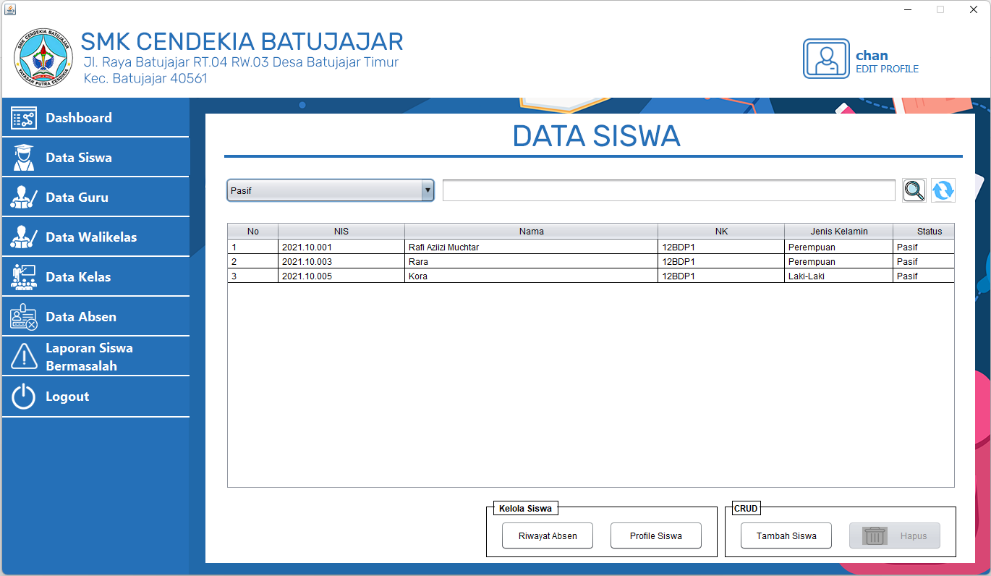 SMK CENDEKIA BATUJAJAR
Jl. Raya Batujajar RT.04 RW.03 Desa Batujajar Timur
Kec. Batujajar 40561
chan
EDIT PROFILE
Dashboard
Data Siswa
Data Guru
Data Walikelas
Data Kelas
Data Absen
Laporan Siswa
Bermasalah
Logout
DATA SISWA
Pasif
No NIS Nama NK Jenis Kelamin Status
1 2021.10.001 Rafi Aziizi Muchtar 12BDP1 Perempuan Pasif
2 2021.10.003 Rara 12BDP1 Perempuan Pasif
3 2021.10.005 Kora 12BDP1 Laki-Laki Pasif
Kelola Siswa
Riwayat Absen Profile Siswa
CRUD
Tambah Siswa Hapus